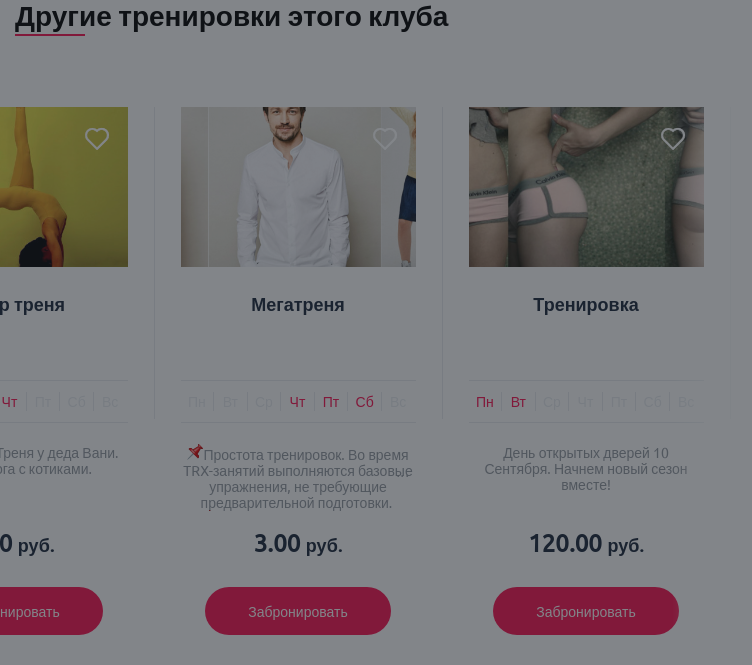 Другие тренировки этого клуба
р треня
Мегатреня
Тренировка
Чт Пт Сб Вс
Пн Вт Ср Чт Пт Сб Вс
Пн Вт Ср Чт Пт Сб Вс
Треня у деда Вани.
га с котиками.
Простота тренировок. Во время
TRX-занятий выполняются базовые
упражнения, не требующие
предварительной подготовки.
День открытых дверей 10
Сентября. Начнем новый сезон
вместе!
0 руб.
3.00 руб.
120.00 руб.
нировать
Забронировать
Забронировать